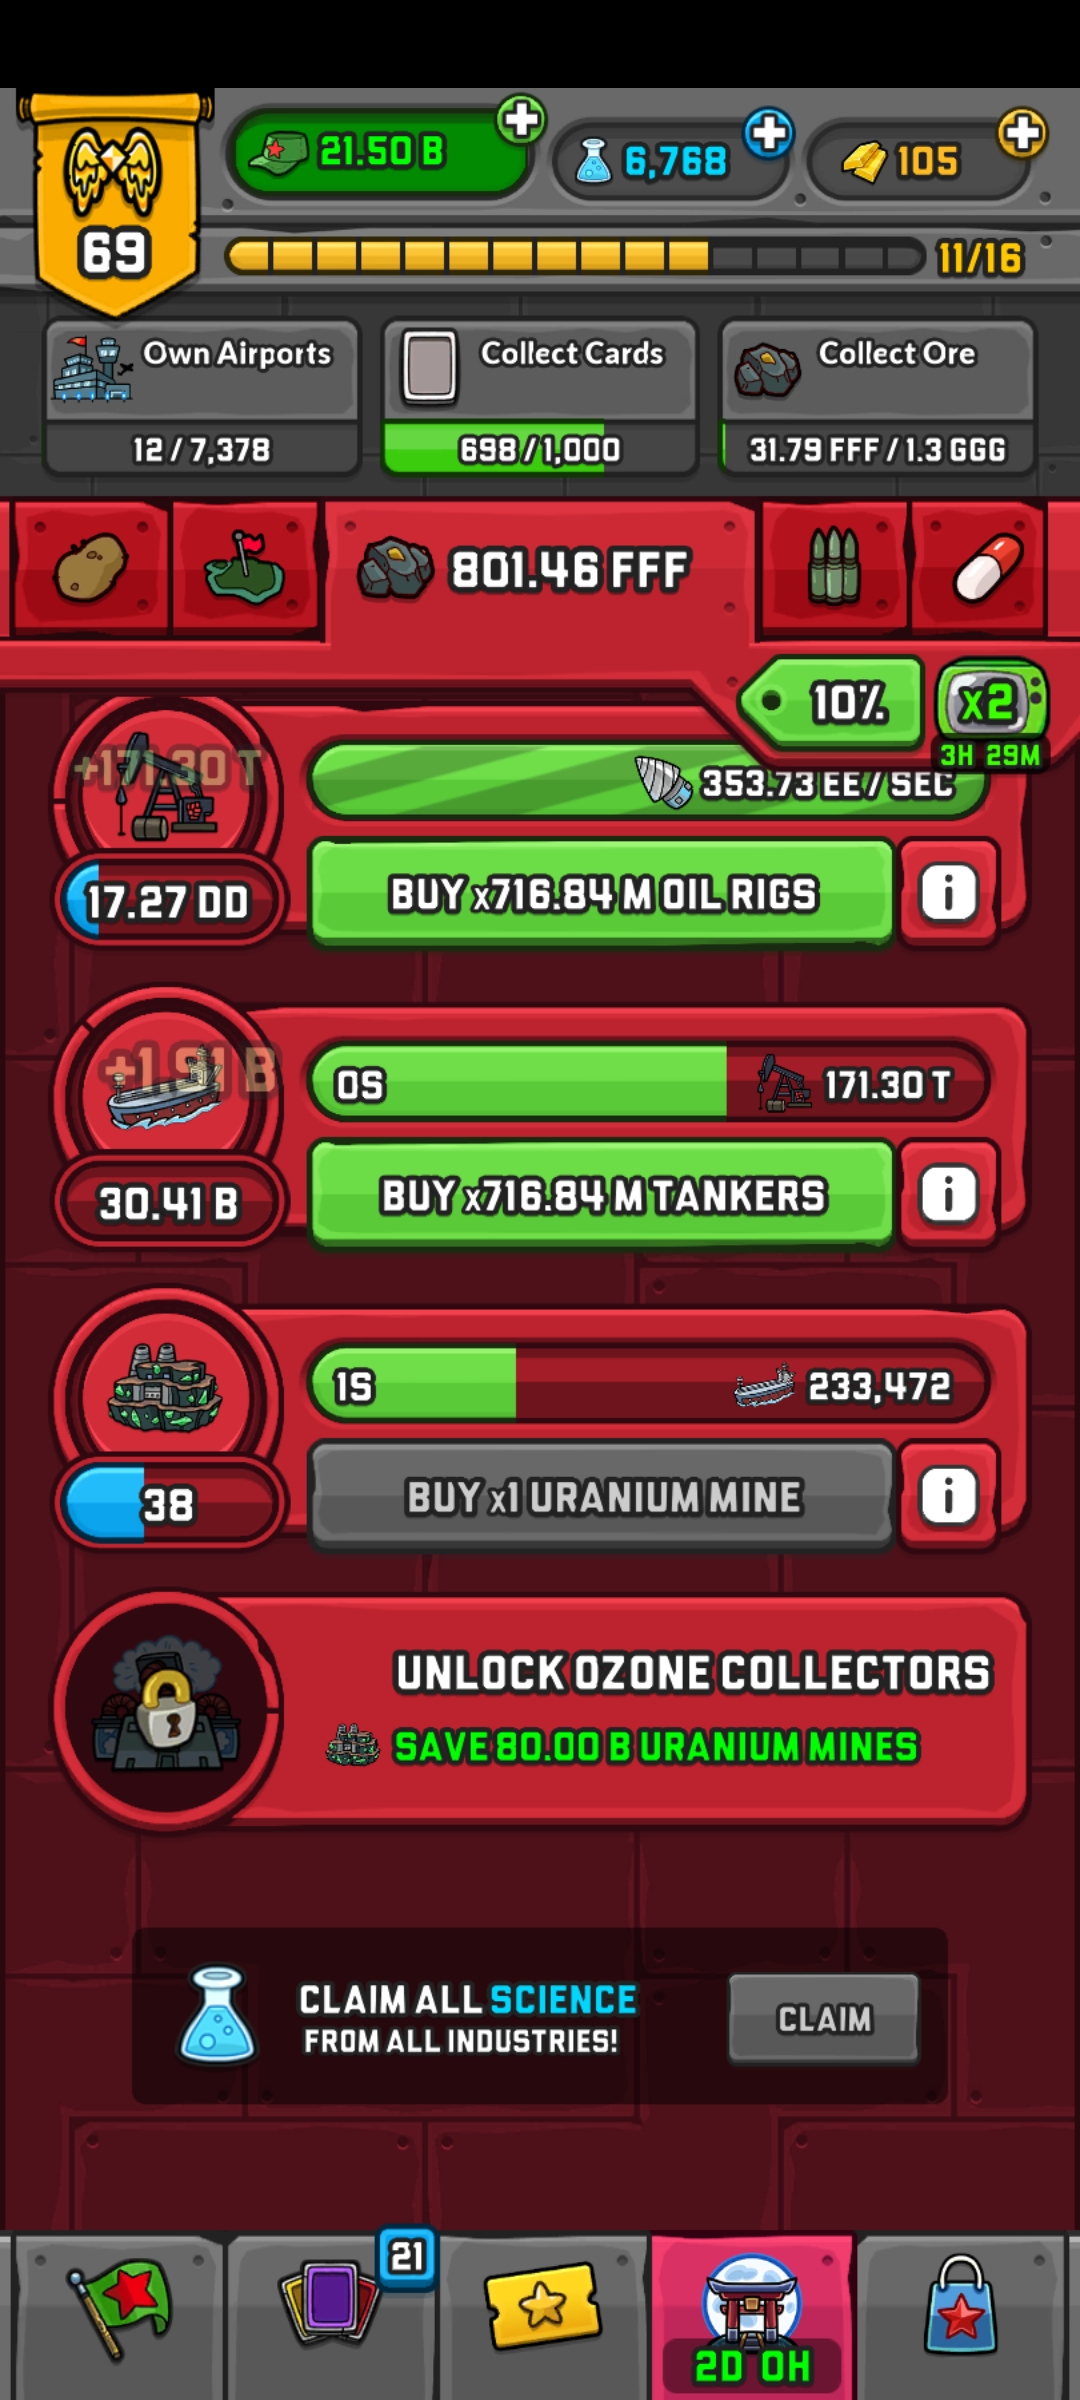 21.50 B
6,768
105
69
11/16
Own Airports
12 / 7,378
Collect Cards
698 / 1,000
Collect Ore
31.79 FFF / 1.3 GGG
801.46 FFF
10%
x2
3H 29M
+171.30 T
353.73 EE / SEC
17.27 DD
BUY x716.84 M OIL RIGS
i
+1.91 B
0S
171.30 T
30.41 B
BUY x716.84 M TANKERS
i
1S
233,472
38
BUY x1 URANIUM MINE
i
UNLOCK OZONE COLLECTORS
SAVE 80.00 B URANIUM MINES
CLAIM ALL SCIENCE
FROM ALL INDUSTRIES!
CLAIM
21
2D 0H